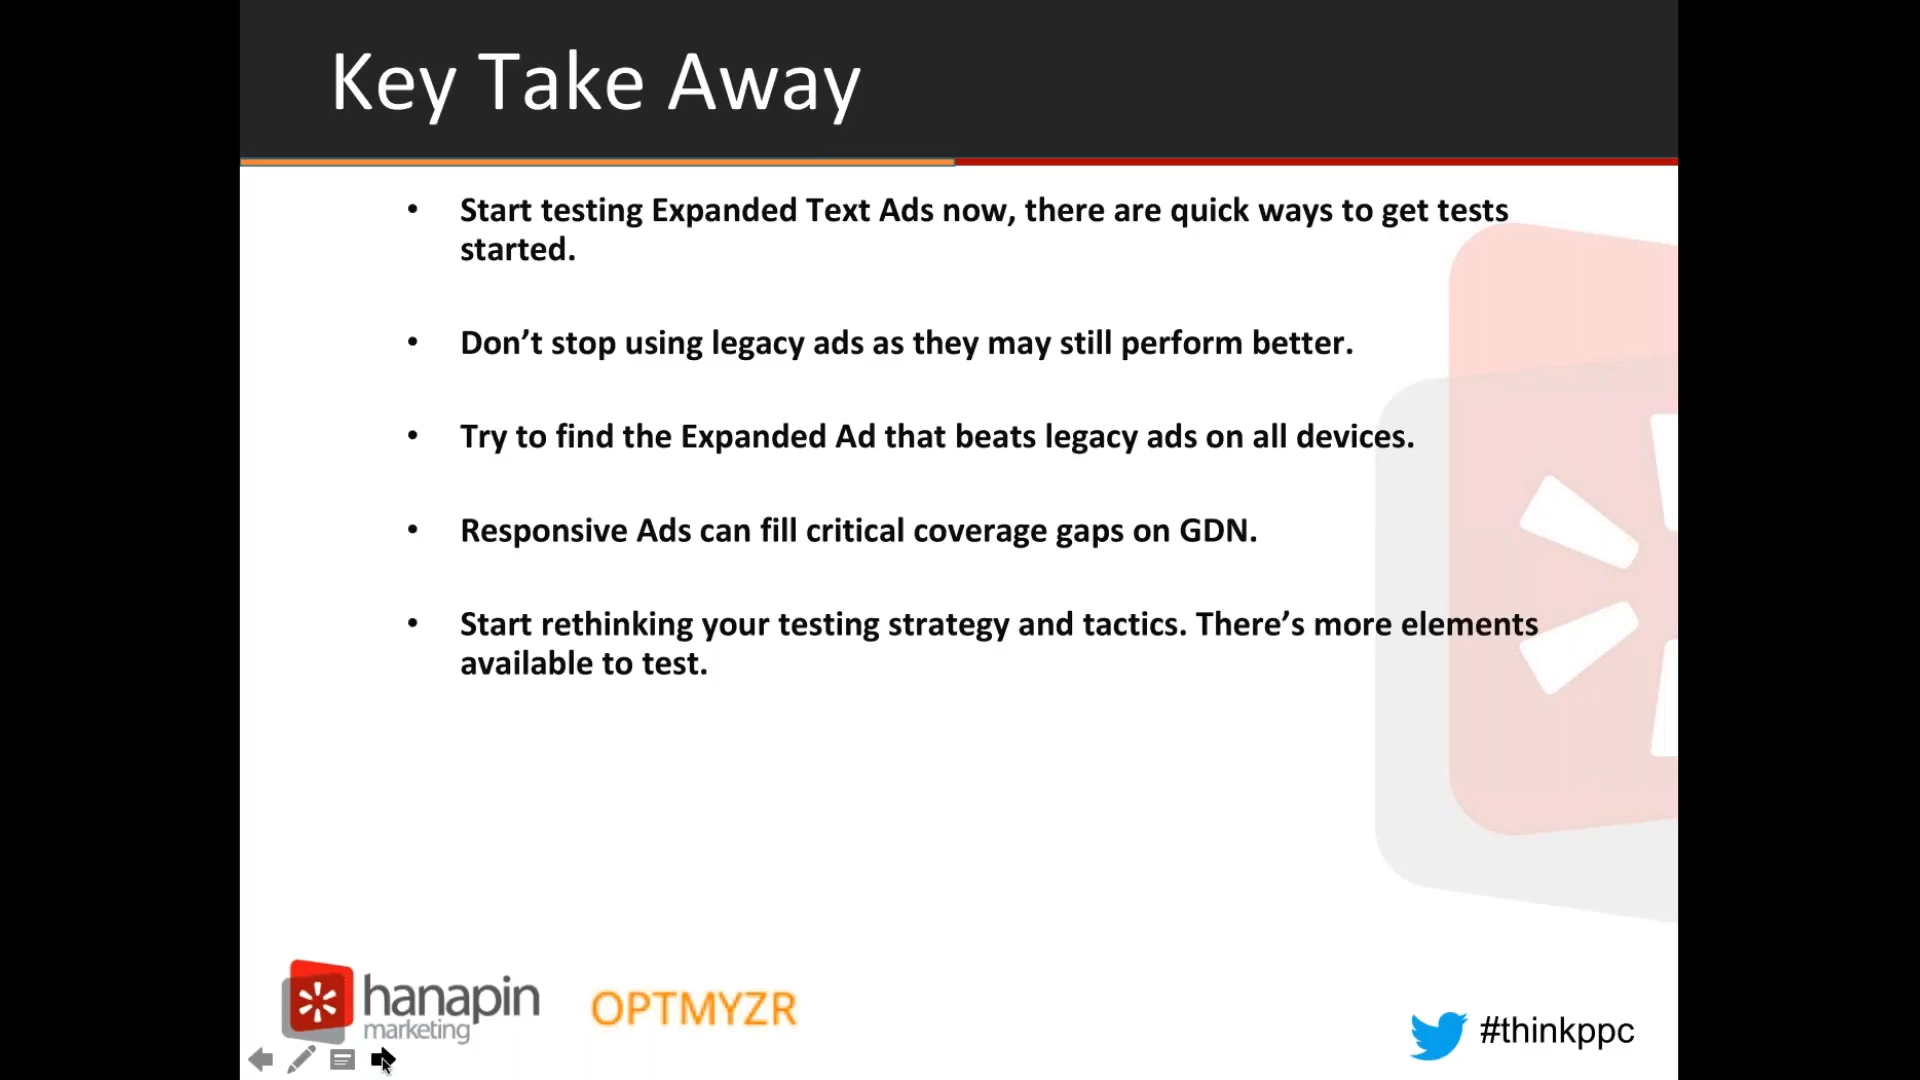 Key Take Away
• Start testing Expanded Text Ads now, there are quick ways to get tests
started.
• Don’t stop using legacy ads as they may still perform better.
• Try to find the Expanded Ad that beats legacy ads on all devices.
• Responsive Ads can fill critical coverage gaps on GDN.
• Start rethinking your testing strategy and tactics. There’s more elements
available to test.
hanapin
marketing
OPTMYZR
#thinkppc